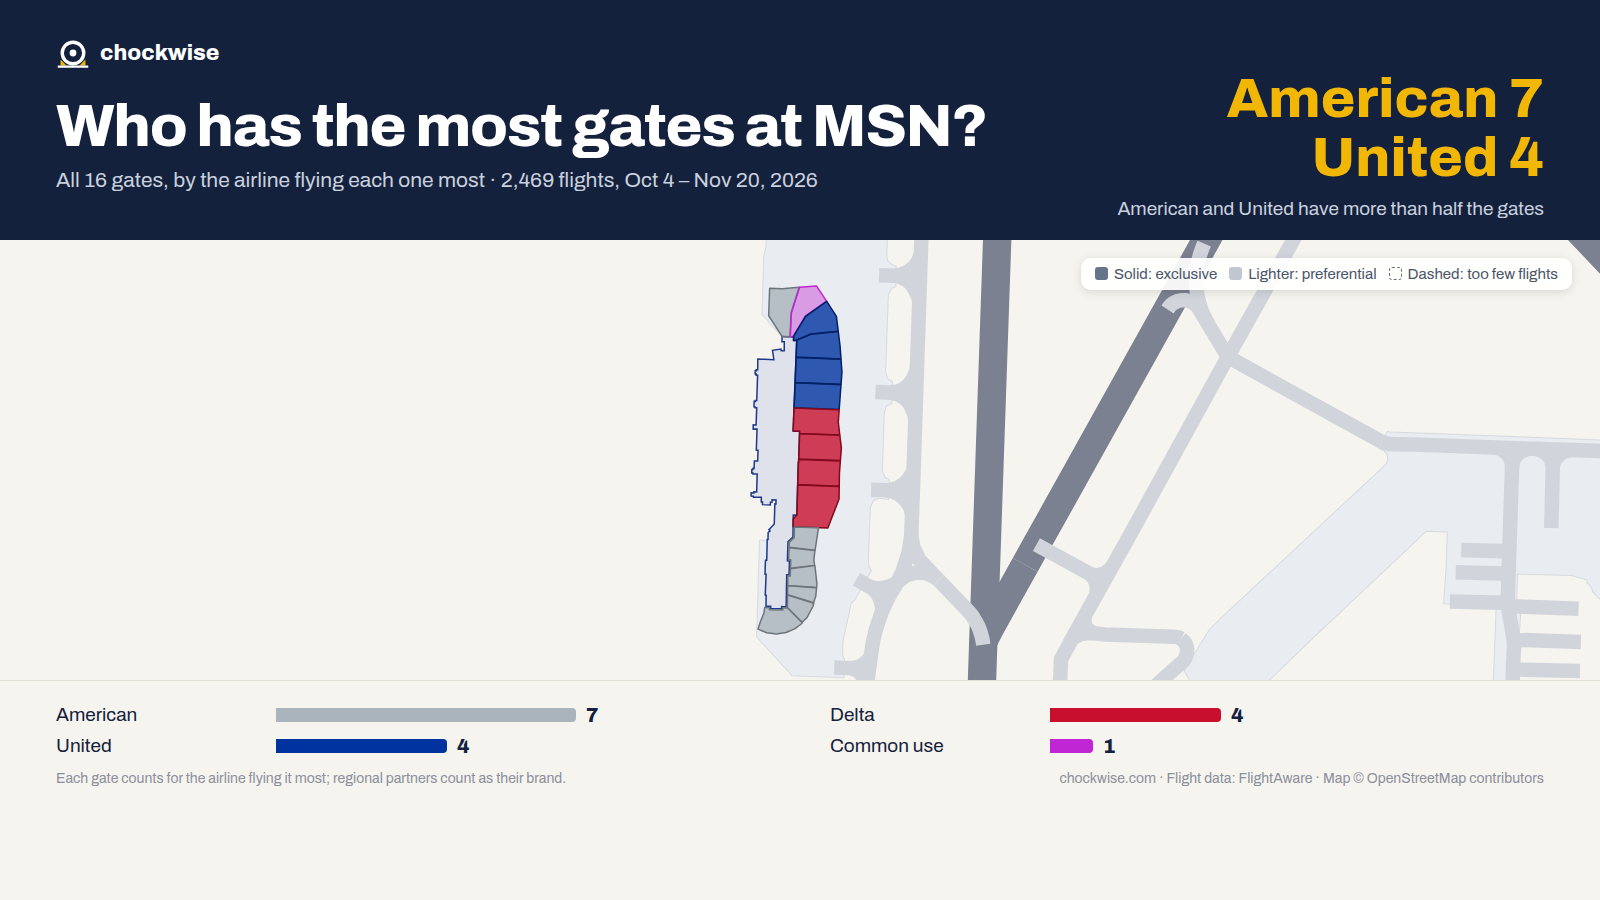 chockwise
Who has the most gates at MSN?
All 16 gates, by the airline flying each one most · 2,469 flights, Oct 4 – Nov 20, 2026
American 7
United 4
American and United have more than half the gates
Solid: exclusive
Lighter: preferential
Dashed: too few flights
American 7
United 4
Delta 4
Common use 1
Each gate counts for the airline flying it most; regional partners count as their brand.
chockwise.com · Flight data: FlightAware · Map © OpenStreetMap contributors